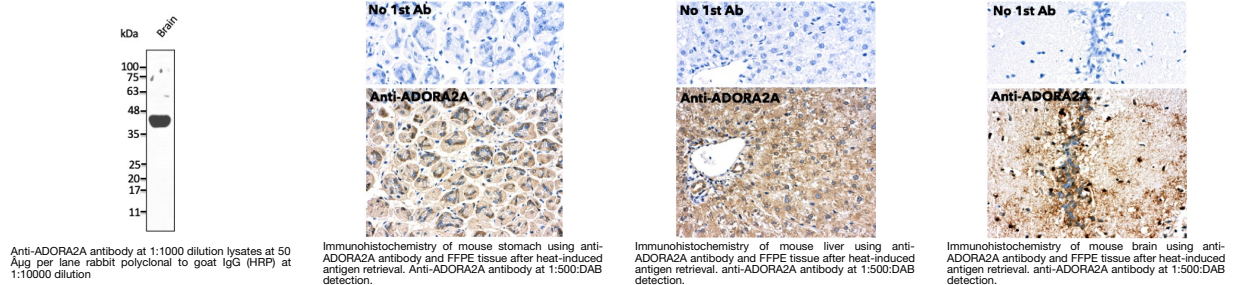 kDa
Brain
100
75
63
48
35
25
20
17
11
Anti-ADORA2A antibody at 1:1000 dilution lysates at 50
Āµg per lane rabbit polyclonal to goat IgG (HRP) at
1:10000 dilution
No 1st Ab
Anti-ADORA2A
Immunohistochemistry of mouse stomach using anti-
ADORA2A antibody and FFPE tissue after heat-induced
antigen retrieval. Anti-ADORA2A antibody at 1:500:DAB
detection.
No 1st Ab
Anti-ADORA2A
Immunohistochemistry of mouse liver using anti-
ADORA2A antibody and FFPE tissue after heat-induced
antigen retrieval. anti-ADORA2A antibody at 1:500:DAB
detection.
No 1st Ab
Anti-ADORA2A
Immunohistochemistry of mouse brain using anti-
ADORA2A antibody and FFPE tissue after heat-induced
antigen retrieval. anti-ADORA2A antibody at 1:500:DAB
detection.